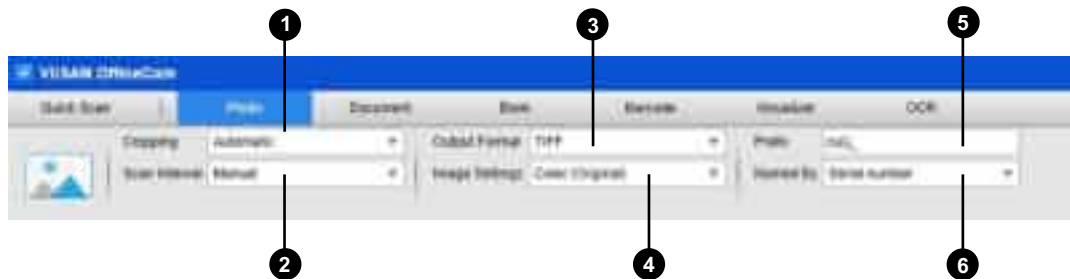 1 3 5
VIISAN OfficeCam
Quick Scan Photo Document Book Barcode Visualizer OCR
Cropping Automatic Output Format TIFF Prefix
Scan Interval Manual Image Settings Color (Original) Named By Serial number
2 4 6